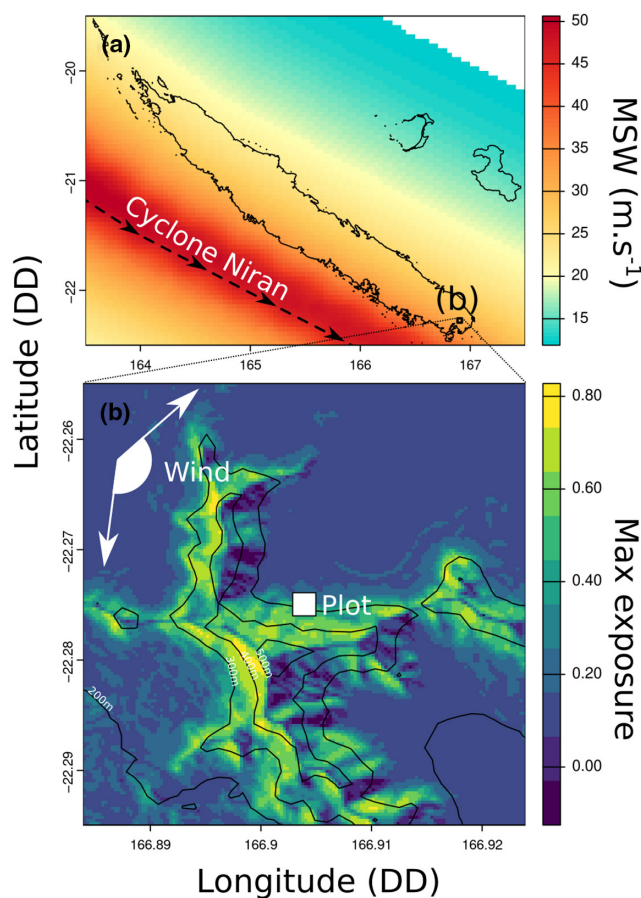 (a)
Cyclone Niran
(b)
−20
−21
−22
164
165
166
167
50
45
40
35
30
25
20
15
MSW (m.s⁻¹)
Latitude (DD)
(b)
Wind
Plot
200m
300m
400m
500m
−22.26
−22.27
−22.28
−22.29
166.89
166.9
166.91
166.92
0.80
0.60
0.40
0.20
0.00
Max exposure
Longitude (DD)